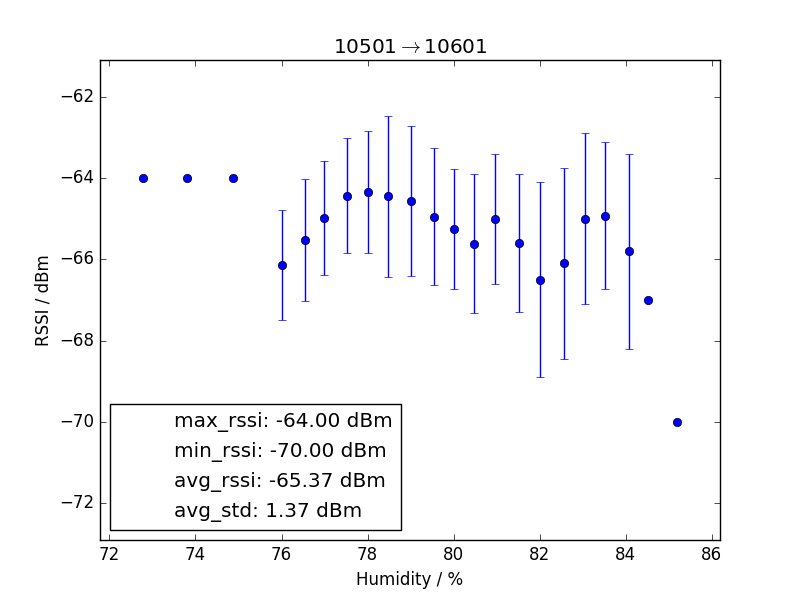 10501→10601
−62
−64
−66
−68
−70
−72
RSSI / dBm
max_rssi: -64.00 dBm
min_rssi: -70.00 dBm
avg_rssi: -65.37 dBm
avg_std: 1.37 dBm
72 74 76 78 80 82 84 86
Humidity / %